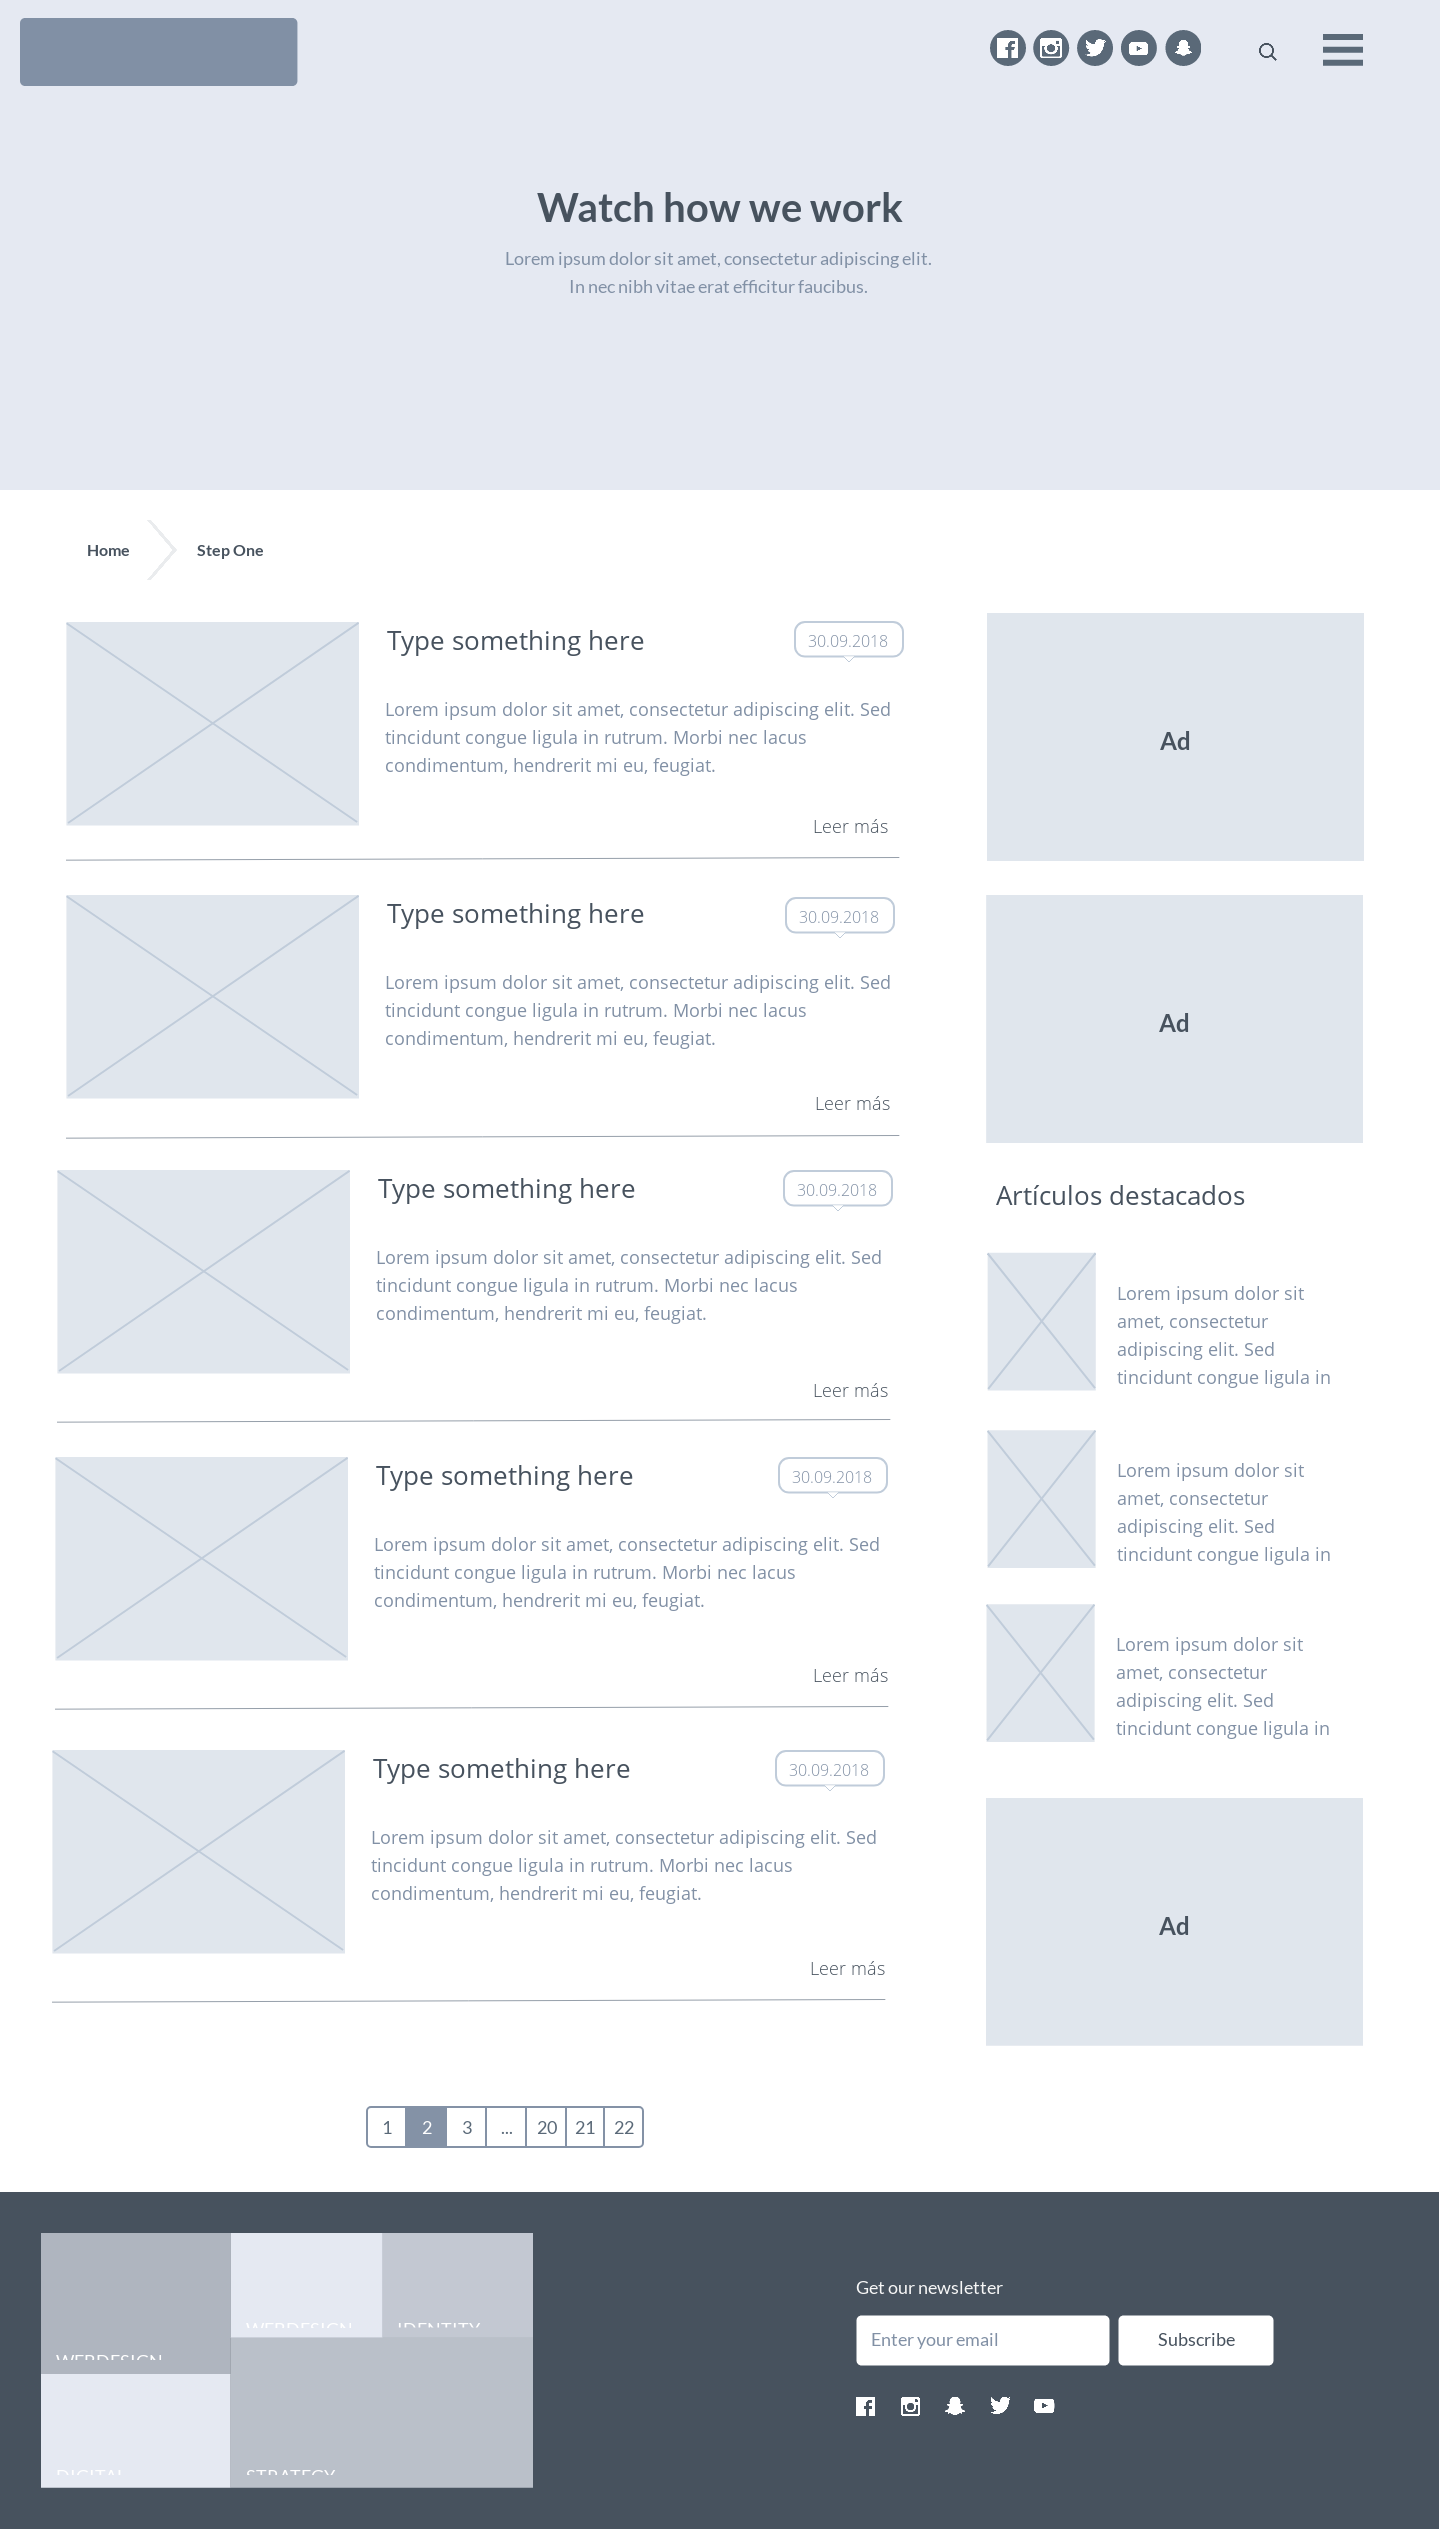 Watch how we work
Lorem ipsum dolor sit amet, consectetur adipiscing elit.
In nec nibh vitae erat efficitur faucibus.
Home
Step One
Type something here
30.09.2018
Lorem ipsum dolor sit amet, consectetur adipiscing elit. Sed
tincidunt congue ligula in rutrum. Morbi nec lacus
condimentum, hendrerit mi eu, feugiat.
Leer más
Type something here
30.09.2018
Lorem ipsum dolor sit amet, consectetur adipiscing elit. Sed
tincidunt congue ligula in rutrum. Morbi nec lacus
condimentum, hendrerit mi eu, feugiat.
Leer más
Type something here
30.09.2018
Lorem ipsum dolor sit amet, consectetur adipiscing elit. Sed
tincidunt congue ligula in rutrum. Morbi nec lacus
condimentum, hendrerit mi eu, feugiat.
Leer más
Type something here
30.09.2018
Lorem ipsum dolor sit amet, consectetur adipiscing elit. Sed
tincidunt congue ligula in rutrum. Morbi nec lacus
condimentum, hendrerit mi eu, feugiat.
Leer más
Type something here
30.09.2018
Lorem ipsum dolor sit amet, consectetur adipiscing elit. Sed
tincidunt congue ligula in rutrum. Morbi nec lacus
condimentum, hendrerit mi eu, feugiat.
Leer más
Ad
Ad
Artículos destacados
Lorem ipsum dolor sit
amet, consectetur
adipiscing elit. Sed
tincidunt congue ligula in
Lorem ipsum dolor sit
amet, consectetur
adipiscing elit. Sed
tincidunt congue ligula in
Lorem ipsum dolor sit
amet, consectetur
adipiscing elit. Sed
tincidunt congue ligula in
Ad
1 2 3 ... 20 21 22
WEBDESIGN
IDENTITY
WEBDESIGN
DIGITAL
STRATEGY
Get our newsletter
Enter your email
Subscribe